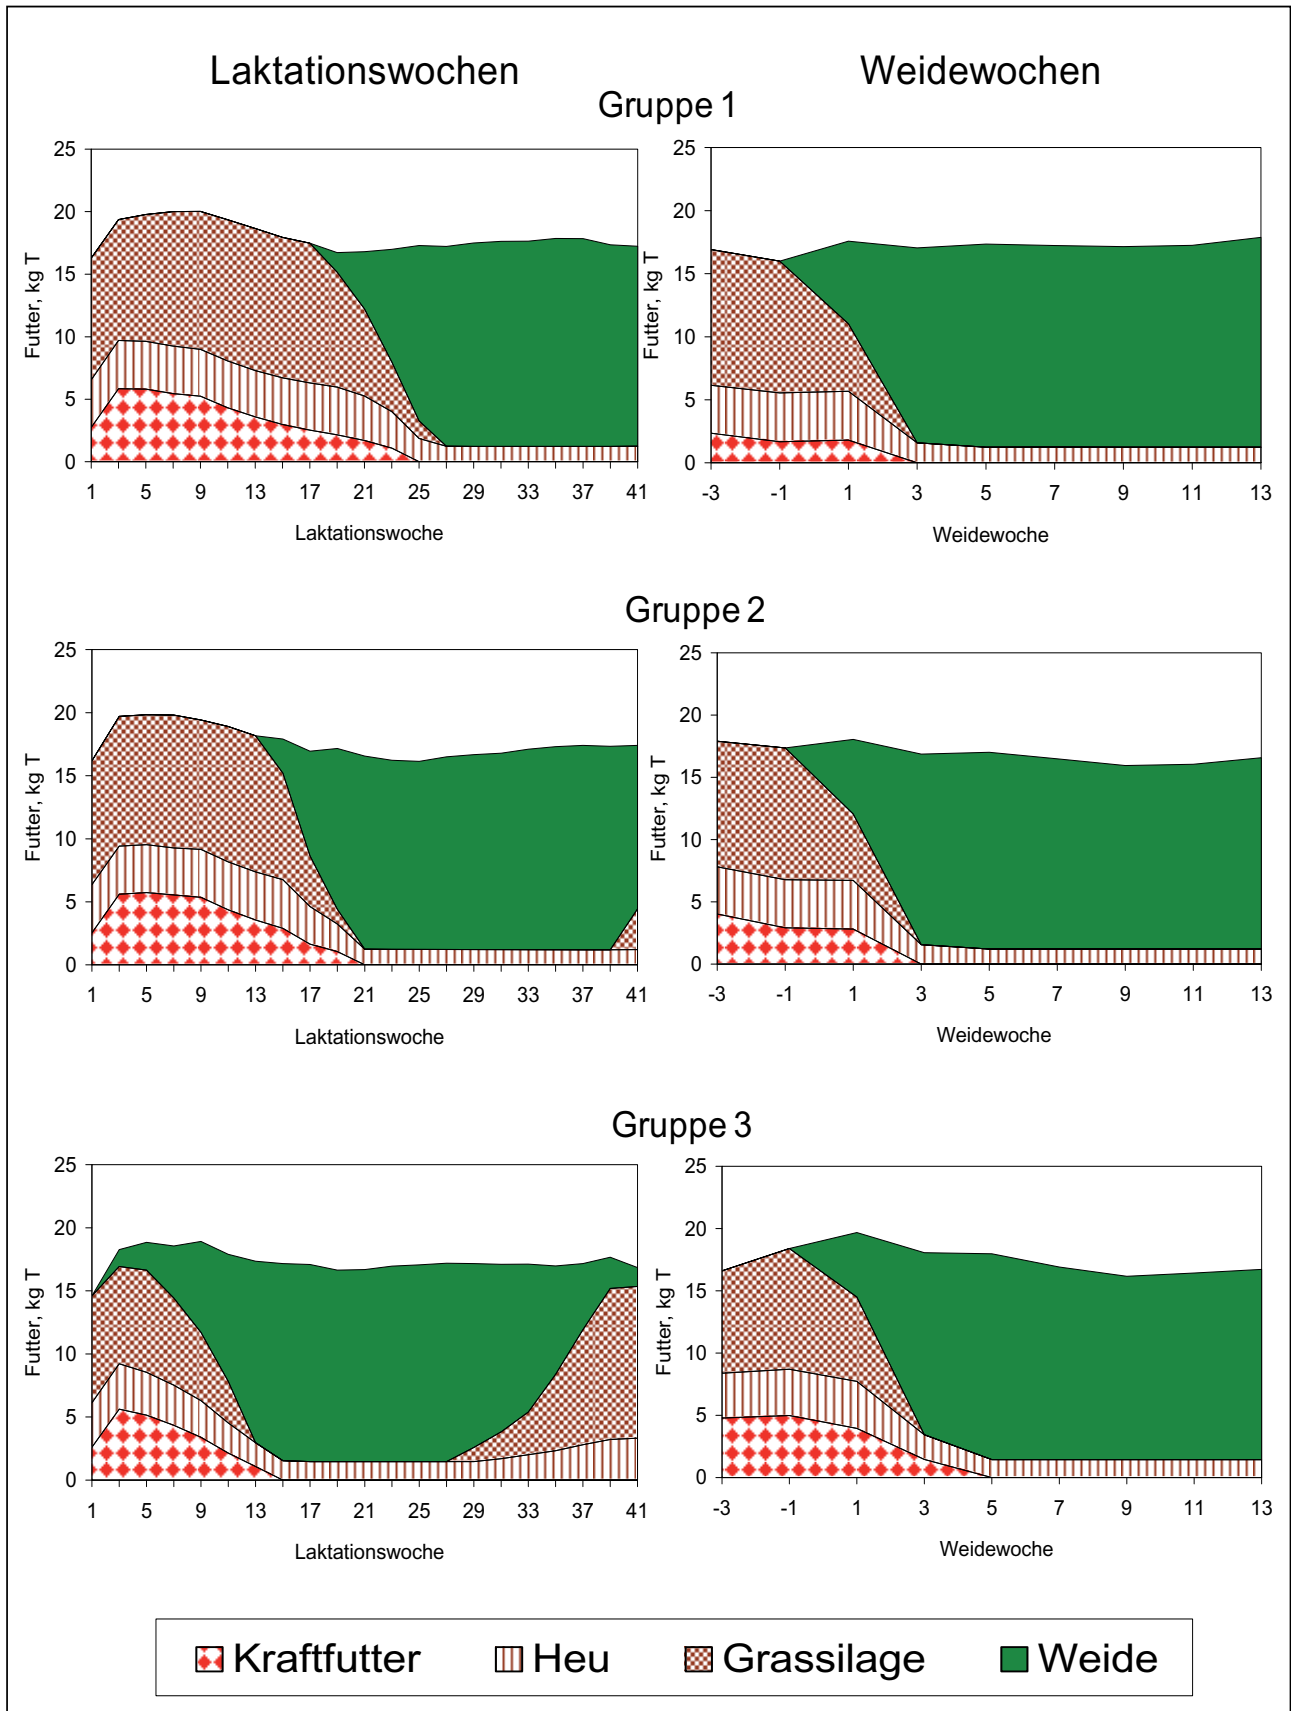 Laktationswochen Weidewochen
Gruppe 1
25
20
15
10
5
0
Futter, kg T
1 5 9 13 17 21 25 29 33 37 41
Laktationswoche
25
20
15
10
5
0
Futter, kg T
-3 -1 1 3 5 7 9 11 13
Weidewoche
Gruppe 2
25
20
15
10
5
0
Futter, kg T
1 5 9 13 17 21 25 29 33 37 41
Laktationswoche
25
20
15
10
5
0
Futter, kg T
-3 -1 1 3 5 7 9 11 13
Weidewoche
Gruppe 3
25
20
15
10
5
0
Futter, kg T
1 5 9 13 17 21 25 29 33 37 41
Laktationswoche
25
20
15
10
5
0
Futter, kg T
-3 -1 1 3 5 7 9 11 13
Weidewoche
Kraftfutter Heu Grassilage Weide